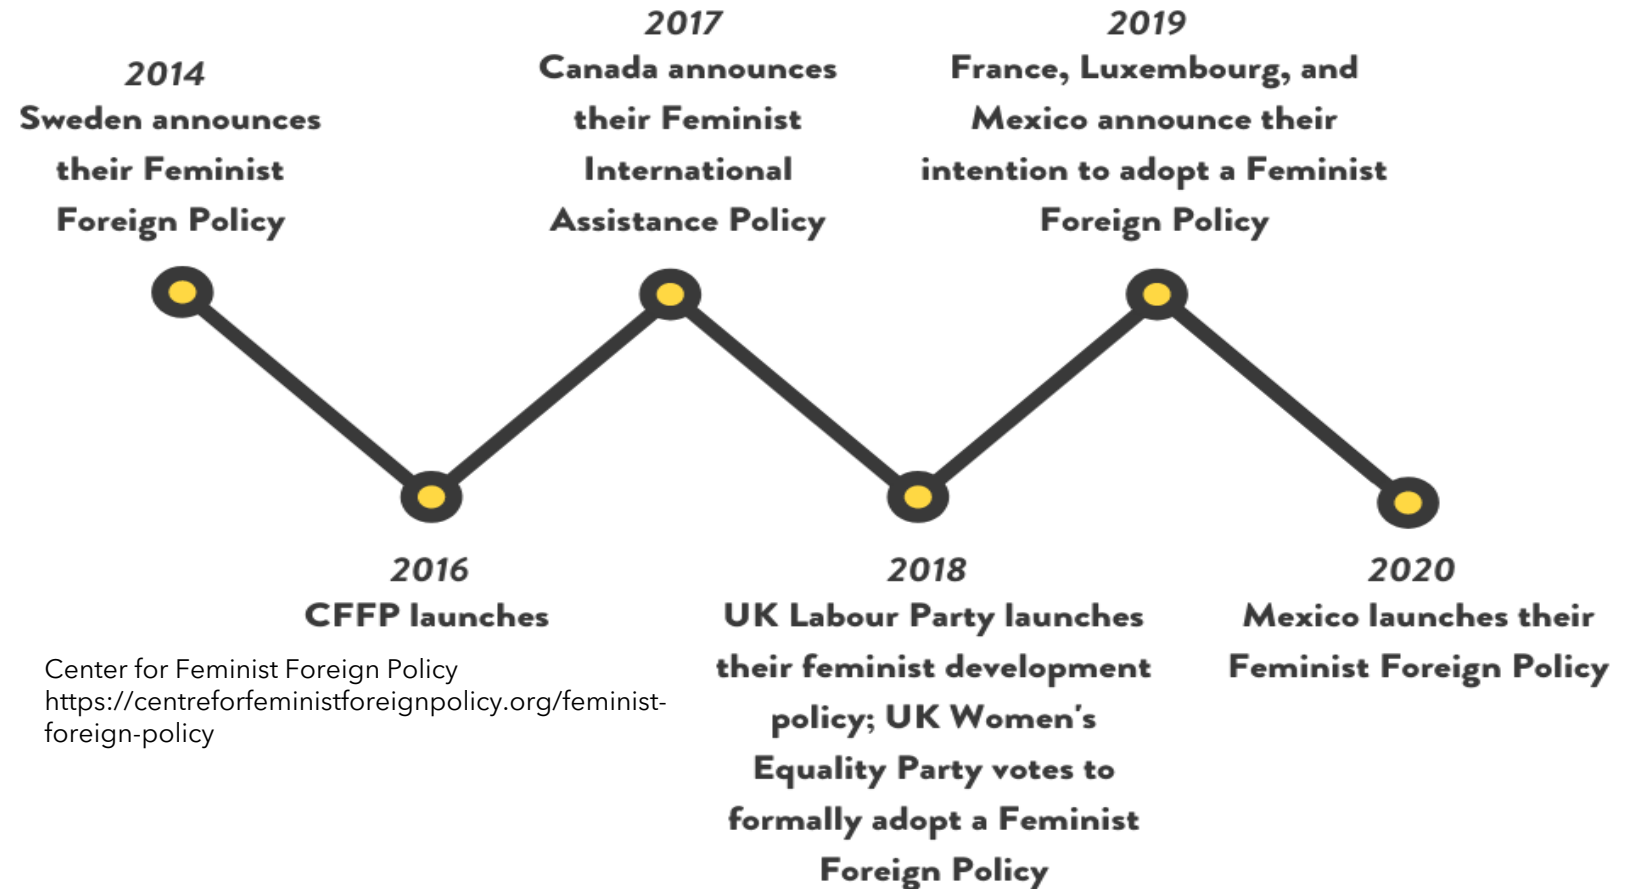 2014
Sweden announces
their Feminist
Foreign Policy
2016
CFFP launches
Center for Feminist Foreign Policy
https://centreforfeministforeignpolicy.org/feminist-
foreign-policy
2017
Canada announces
their Feminist
International
Assistance Policy
2018
UK Labour Party launches
their feminist development
policy; UK Women's
Equality Party votes to
formally adopt a Feminist
Foreign Policy
2019
France, Luxembourg, and
Mexico announce their
intention to adopt a Feminist
Foreign Policy
2020
Mexico launches their
Feminist Foreign Policy